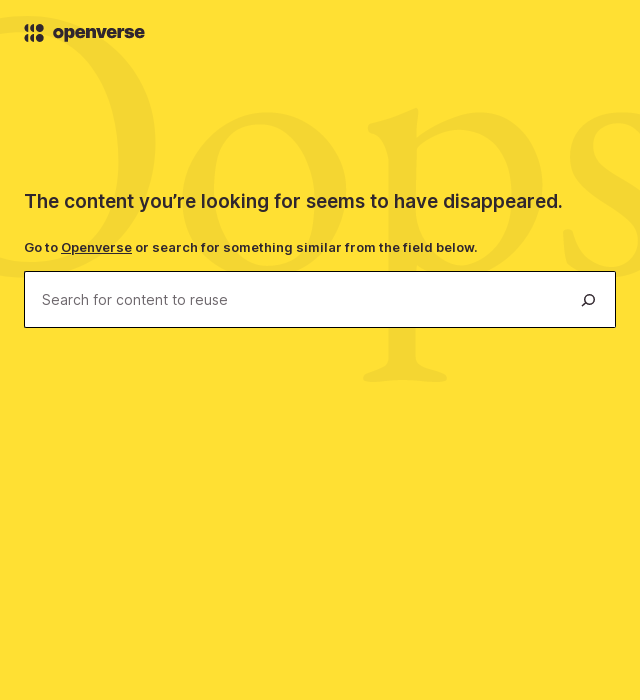 openverse
Oops
The content you’re looking for seems to have disappeared.
Go to Openverse or search for something similar from the field below.
Search for content to reuse